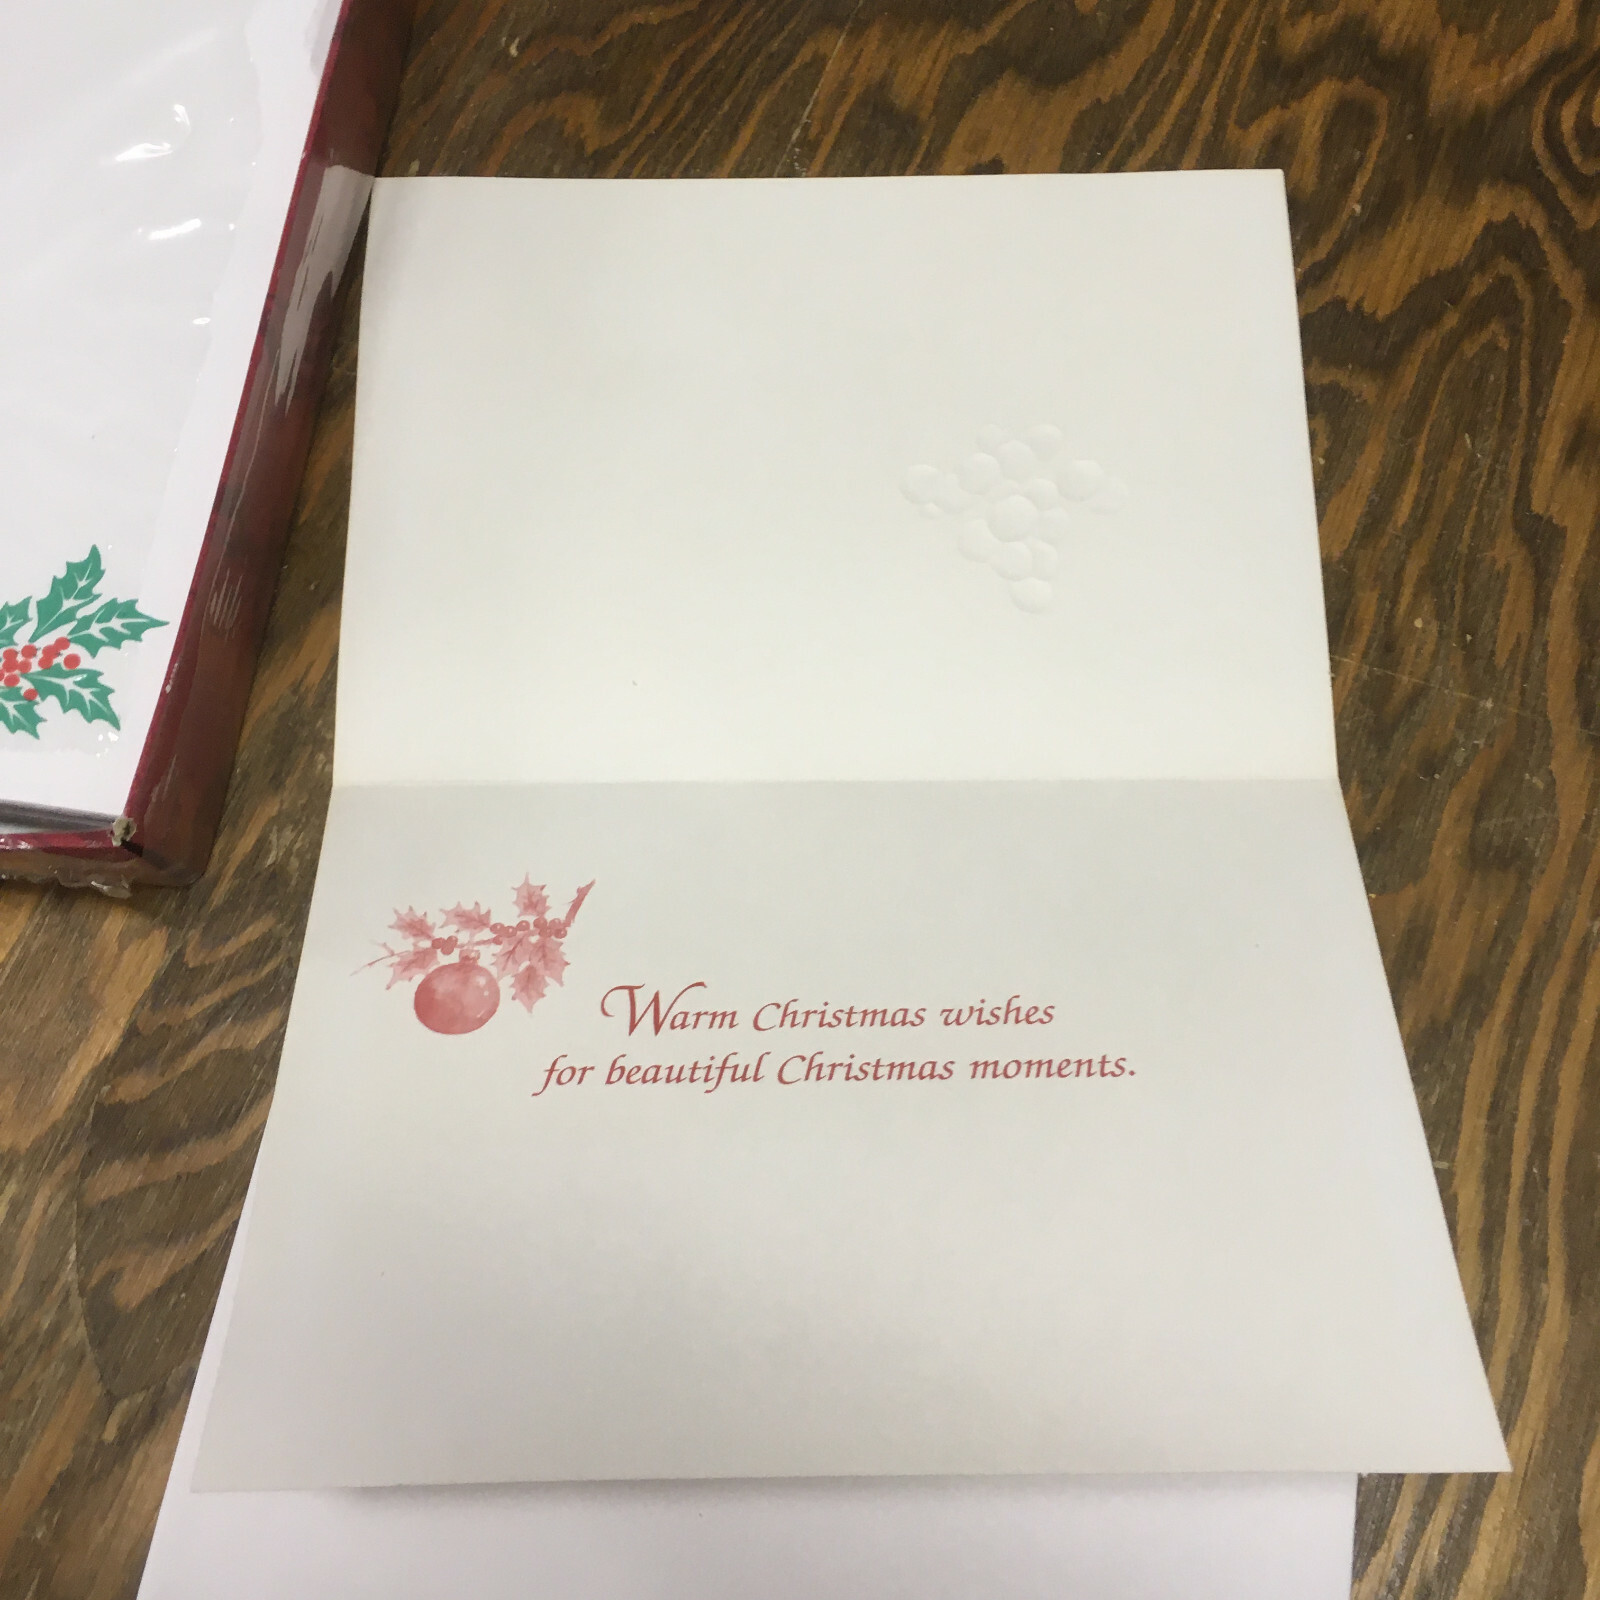 Warm Christmas wishes
for beautiful Christmas moments.